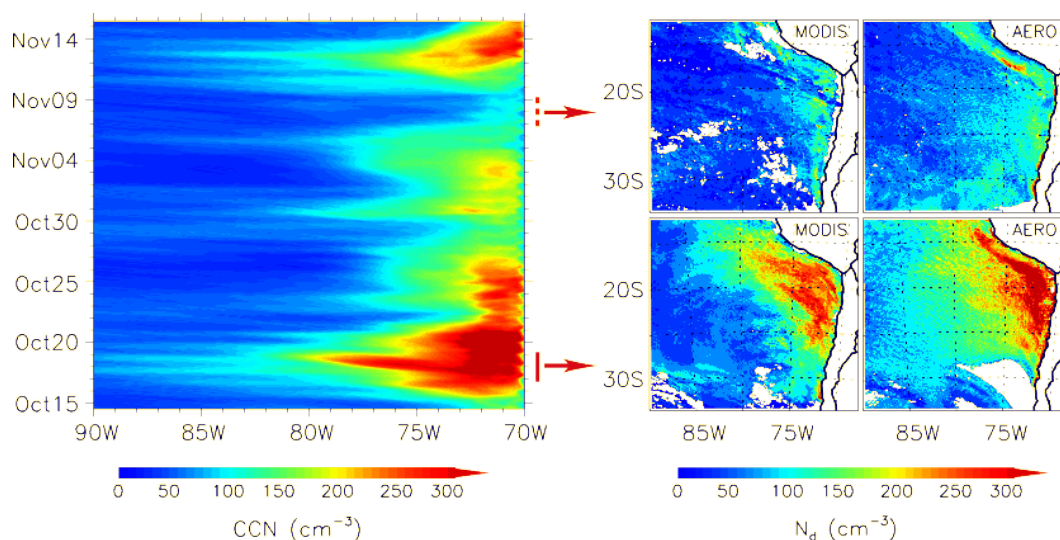 Nov14
Nov09
Nov04
Oct30
Oct25
Oct20
Oct15
90W 85W 80W 75W 70W
0 50 100 150 200 250 300
CCN (cm⁻³)
MODIS AERO
20S
30S
MODIS AERO
20S
30S
85W 75W 85W 75W
0 50 100 150 200 250 300
N_d (cm⁻³)